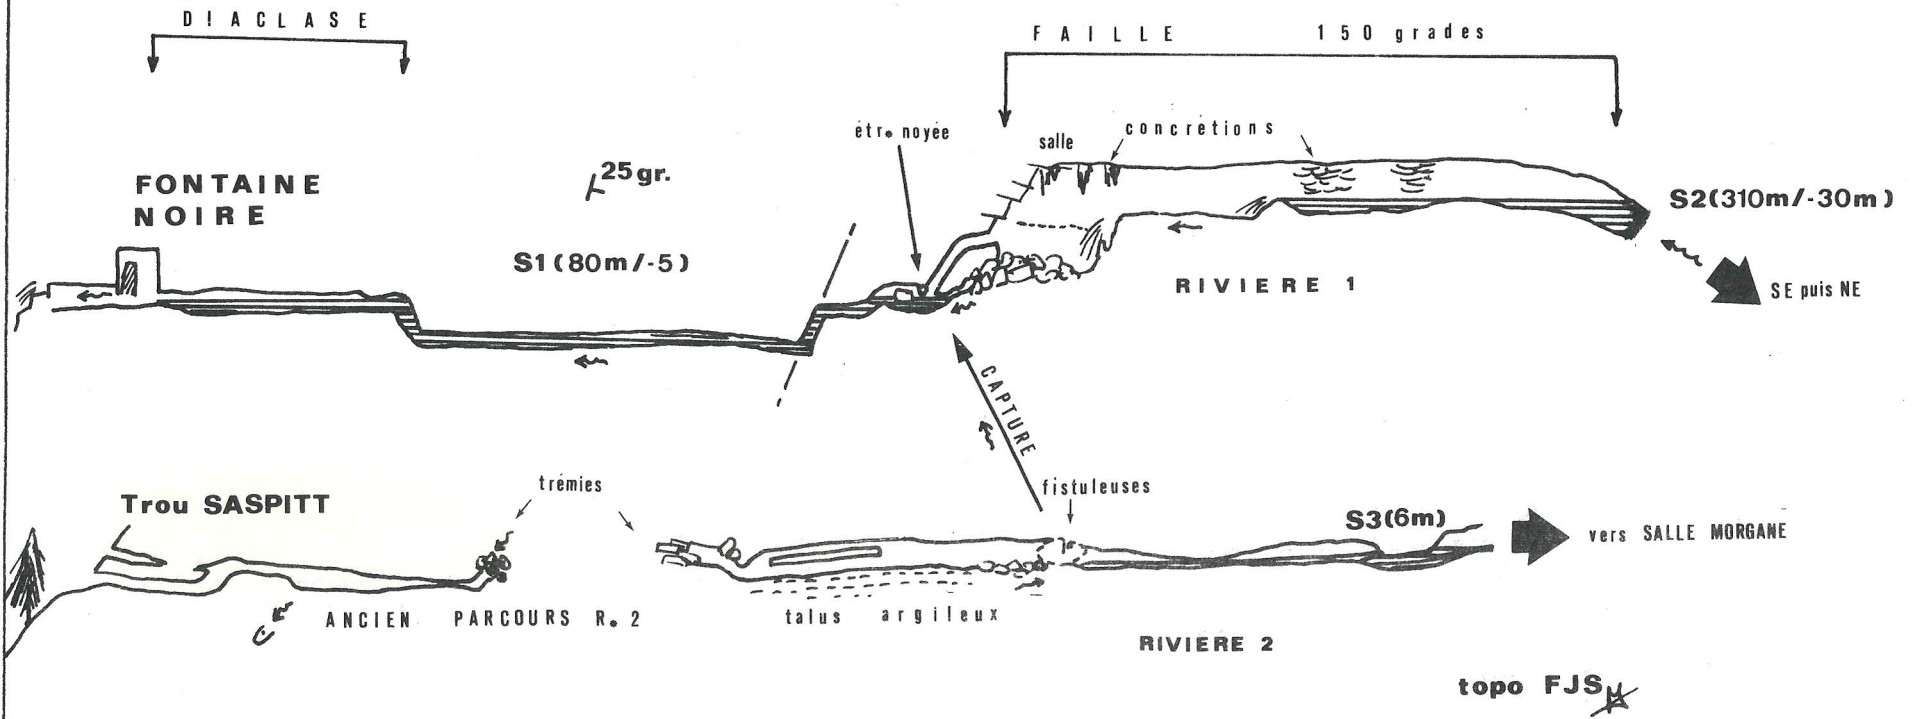 D!ACLASE
FAILLE 150 grades
étr. noyée
salle
concrétions
FONTAINE
NOIRE
25gr.
S1(80m/-5)
S2(310m/-30m)
RIVIERE 1
SE puis NE
CAPTURE
trémies
fistuleuses
Trou SASPITT
S3(6m)
vers SALLE MORGANE
ANCIEN PARCOURS R. 2
talus argileux
RIVIERE 2
topo FJS